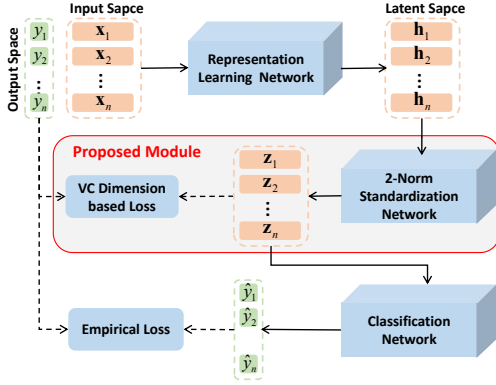 Input Sapce
Latent Sapce
Output Space
y₁
y₂
⋮
yₙ
x₁
x₂
⋮
xₙ
Representation
Learning Network
h₁
h₂
⋮
hₙ
Proposed Module
VC Dimension
based Loss
z₁
z₂
⋮
zₙ
2-Norm
Standardization
Network
Empirical Loss
ŷ₁
ŷ₂
ŷₙ
Classification
Network